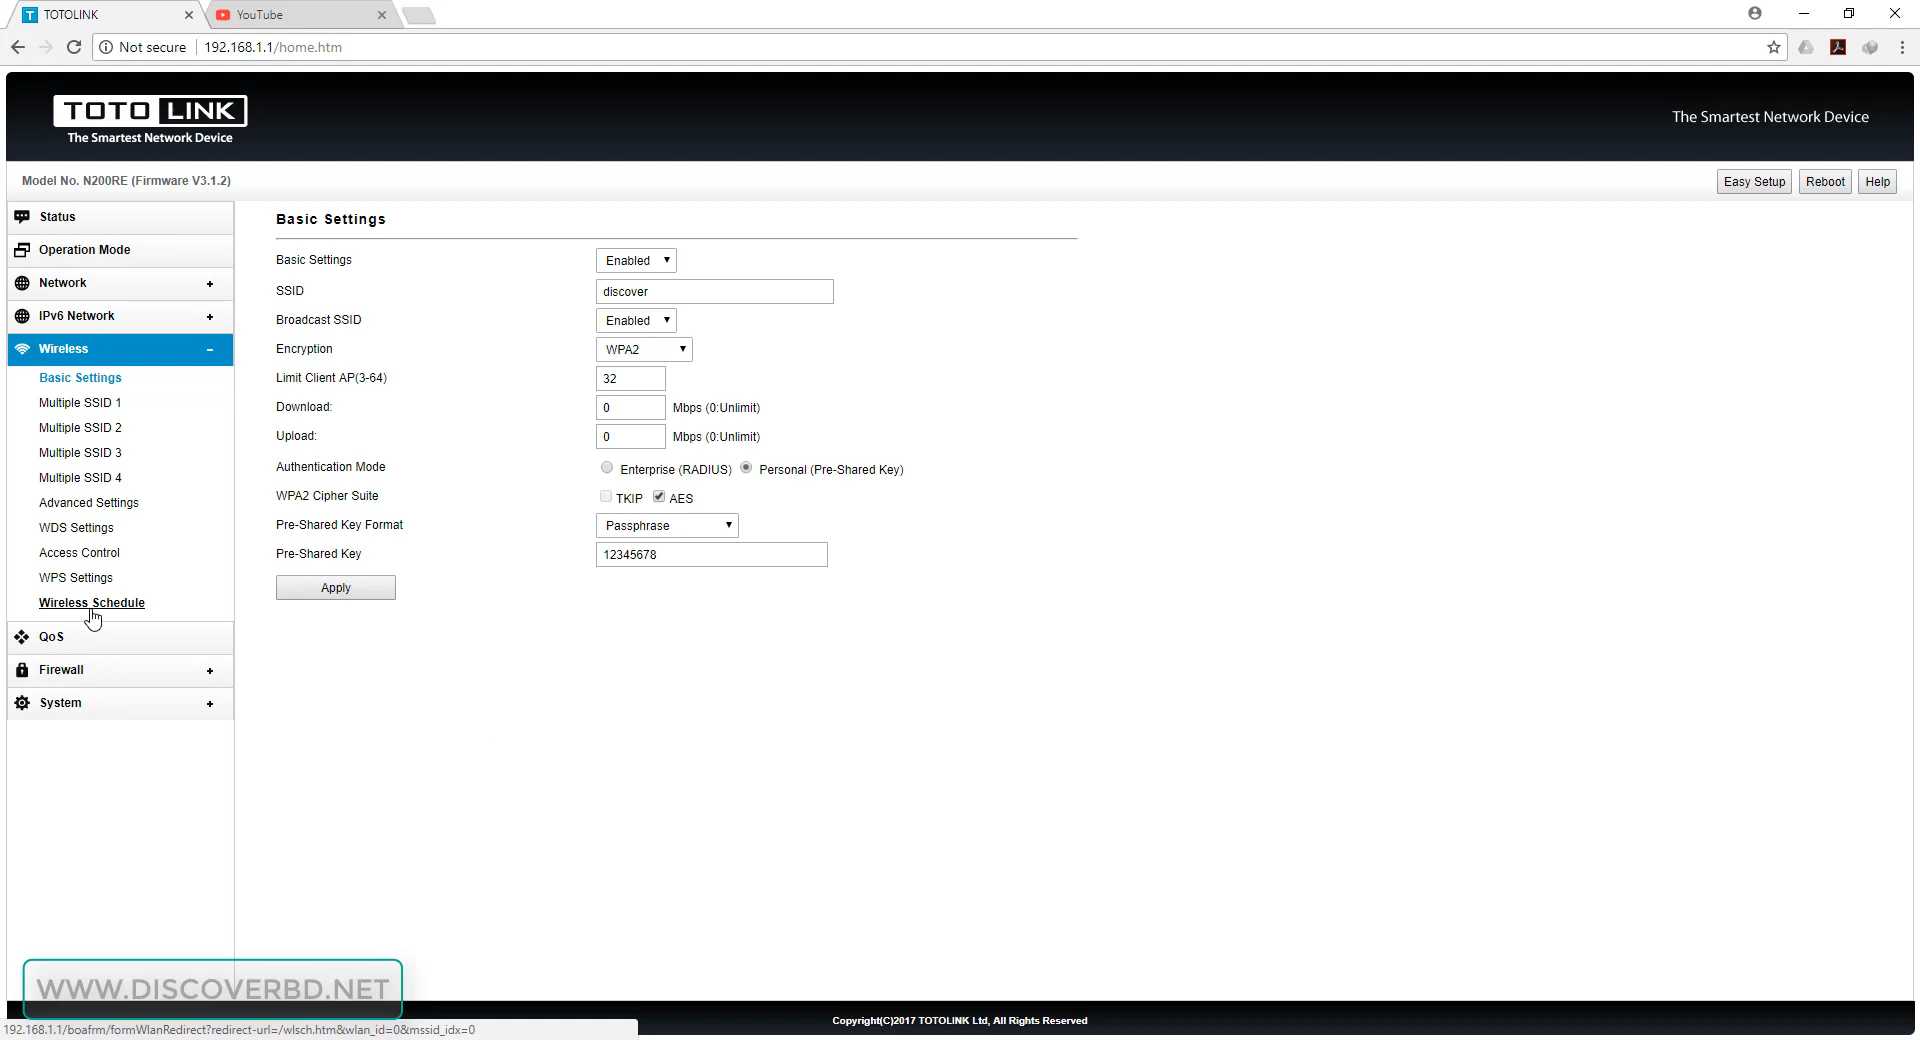 TOTOLINK
YouTube
Not secure
192.168.1.1/home.htm
TOTO LINK
The Smartest Network Device
The Smartest Network Device
Model No. N200RE (Firmware V3.1.2)
Easy Setup
Reboot
Help
Status
Operation Mode
Network +
IPv6 Network +
Wireless -
Basic Settings
Multiple SSID 1
Multiple SSID 2
Multiple SSID 3
Multiple SSID 4
Advanced Settings
WDS Settings
Access Control
WPS Settings
Wireless Schedule
QoS
Firewall +
System +
Basic Settings
Basic Settings Enabled
SSID discover
Broadcast SSID Enabled
Encryption WPA2
Limit Client AP(3-64) 32
Download: 0 Mbps (0:Unlimit)
Upload: 0 Mbps (0:Unlimit)
Authentication Mode Enterprise (RADIUS) Personal (Pre-Shared Key)
WPA2 Cipher Suite TKIP AES
Pre-Shared Key Format Passphrase
Pre-Shared Key 12345678
Apply
WWW.DISCOVERBD.NET
Copyright(C)2017 TOTOLINK Ltd, All Rights Reserved
192.168.1.1/boafrm/formWlanRedirect?redirect-url=/wlsch.htm&wlan_id=0&mssid_idx=0